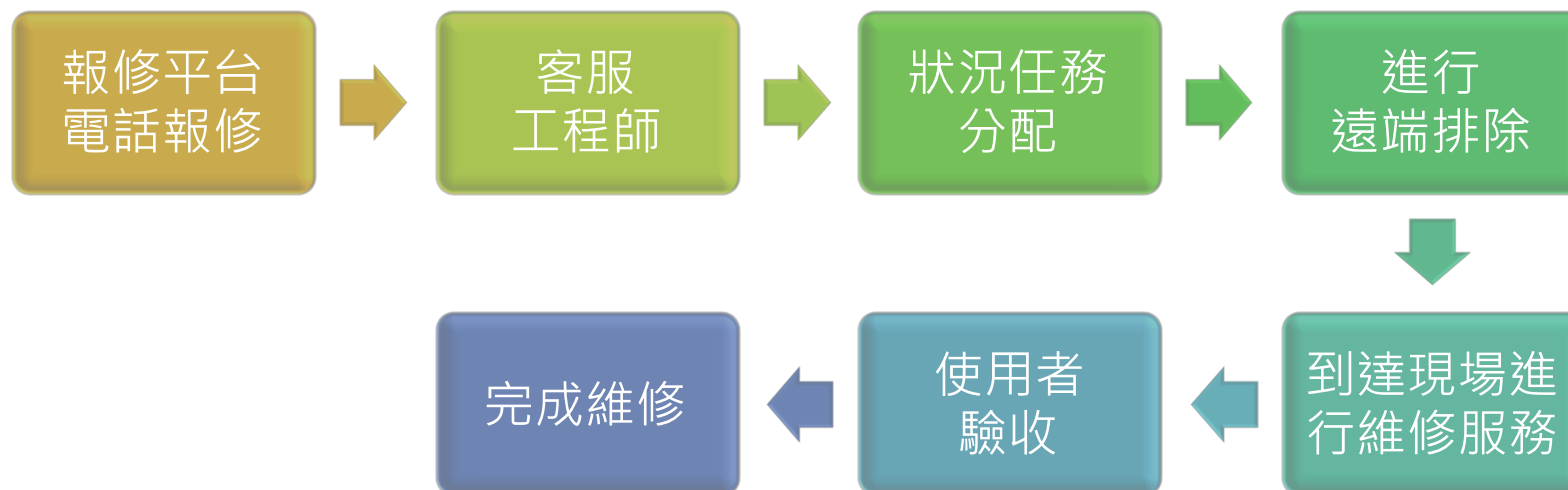 報修平台
電話報修
客服
工程師
狀況任務
分配
進行
遠端排除
到達現場進
行維修服務
使用者
驗收
完成維修